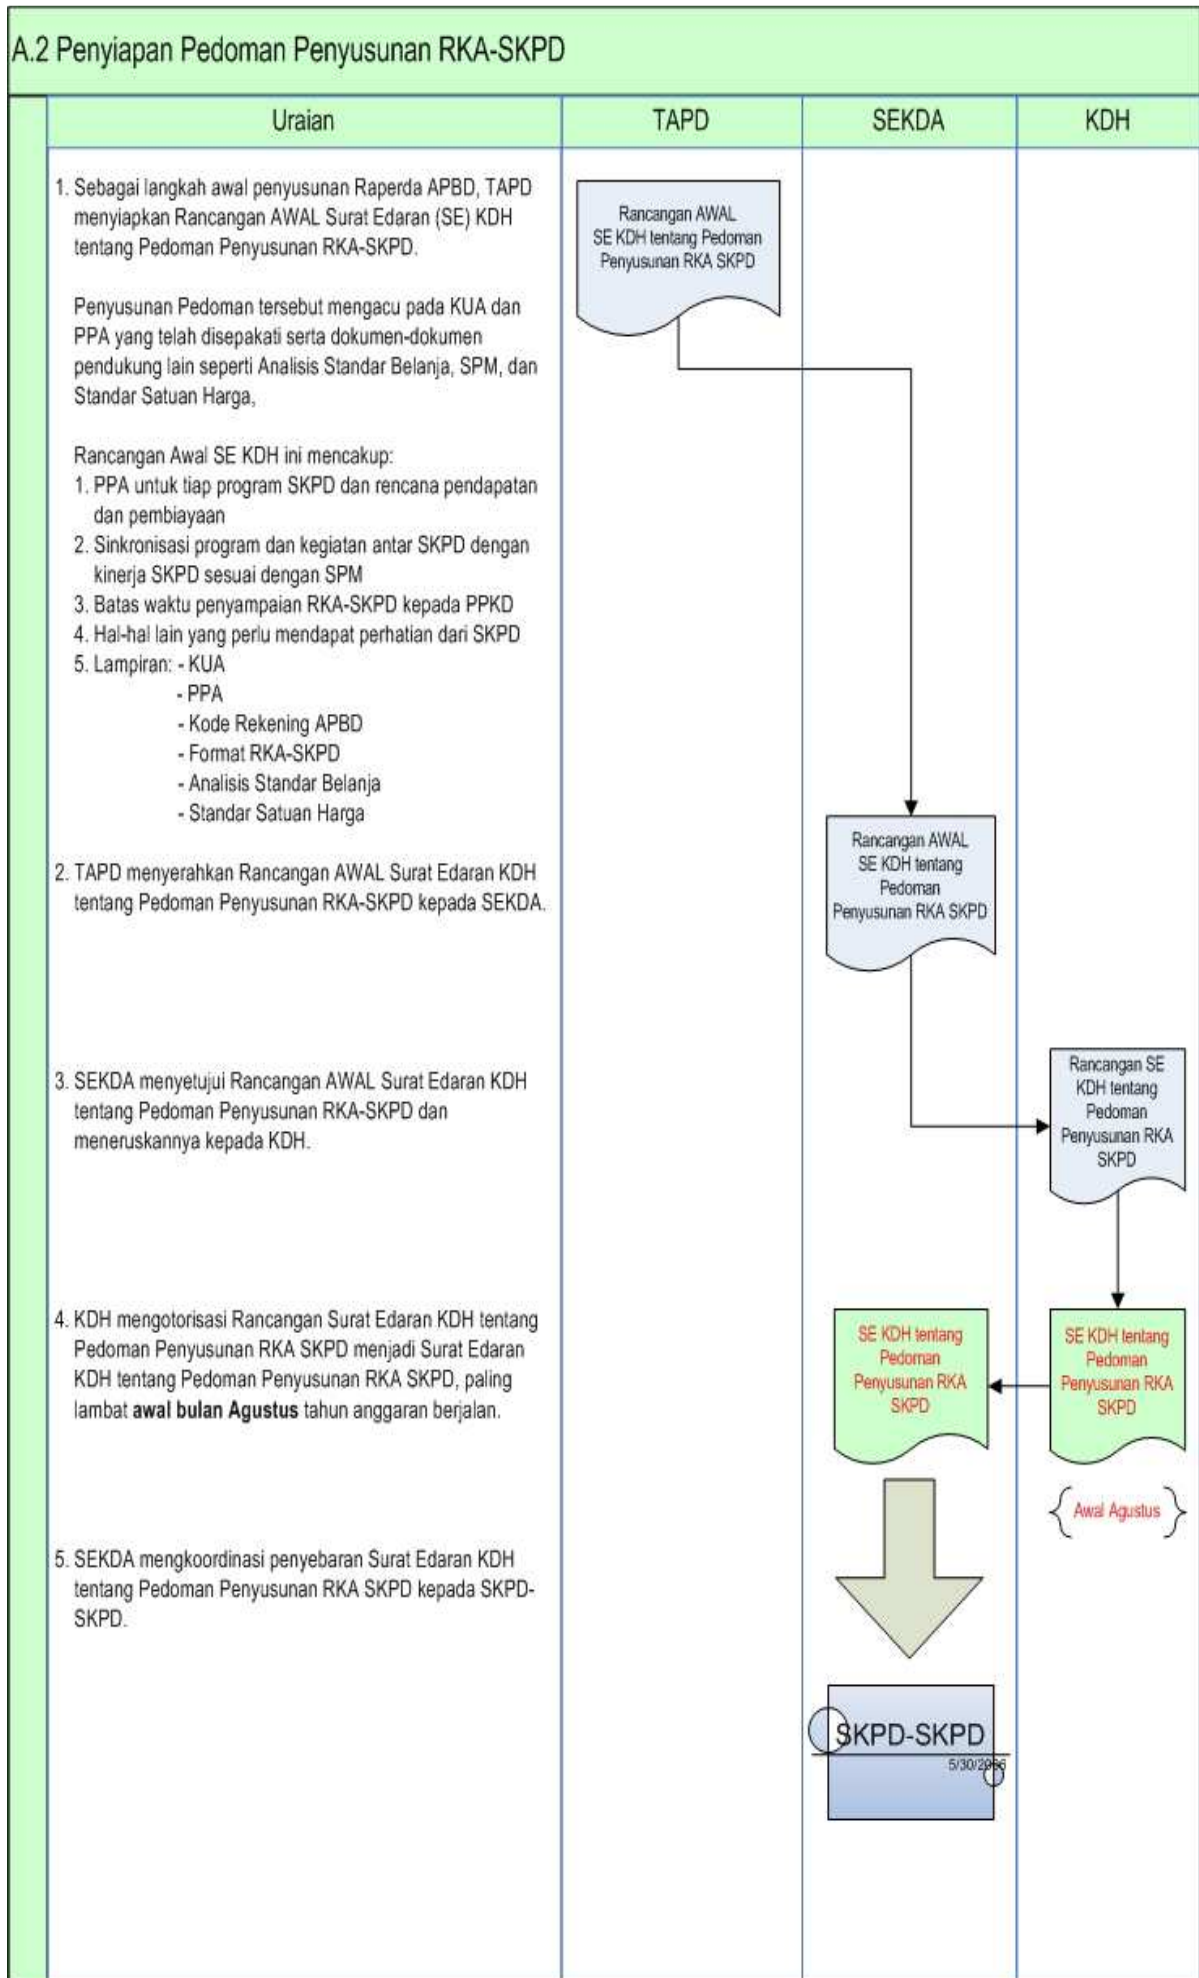 A.2 Penyiapan Pedoman Penyusunan RKA-SKPD
Uraian
TAPD
SEKDA
KDH
1. Sebagai langkah awal penyusunan Raperda APBD, TAPD
menyiapkan Rancangan AWAL Surat Edaran (SE) KDH
tentang Pedoman Penyusunan RKA-SKPD.
Penyusunan Pedoman tersebut mengacu pada KUA dan
PPA yang telah disepakati serta dokumen-dokumen
pendukung lain seperti Analisis Standar Belanja, SPM, dan
Standar Satuan Harga,
Rancangan Awal SE KDH ini mencakup:
1. PPA untuk tiap program SKPD dan rencana pendapatan
dan pembiayaan
2. Sinkronisasi program dan kegiatan antar SKPD dengan
kinerja SKPD sesuai dengan SPM
3. Batas waktu penyampaian RKA-SKPD kepada PPKD
4. Hal-hal lain yang perlu mendapat perhatian dari SKPD
5. Lampiran: - KUA
- PPA
- Kode Rekening APBD
- Format RKA-SKPD
- Analisis Standar Belanja
- Standar Satuan Harga
2. TAPD menyerahkan Rancangan AWAL Surat Edaran KDH
tentang Pedoman Penyusunan RKA-SKPD kepada SEKDA.
3. SEKDA menyetujui Rancangan AWAL Surat Edaran KDH
tentang Pedoman Penyusunan RKA-SKPD dan
meneruskannya kepada KDH.
4. KDH mengotorisasi Rancangan Surat Edaran KDH tentang
Pedoman Penyusunan RKA SKPD menjadi Surat Edaran
KDH tentang Pedoman Penyusunan RKA SKPD, paling
lambat awal bulan Agustus tahun anggaran berjalan.
5. SEKDA mengkoordinasi penyebaran Surat Edaran KDH
tentang Pedoman Penyusunan RKA SKPD kepada SKPD-
SKPD.
Rancangan AWAL
SE KDH tentang Pedoman
Penyusunan RKA SKPD
Rancangan AWAL
SE KDH tentang
Pedoman
Penyusunan RKA SKPD
Rancangan SE
KDH tentang
Pedoman
Penyusunan RKA
SKPD
SE KDH tentang
Pedoman
Penyusunan RKA
SKPD
SE KDH tentang
Pedoman
Penyusunan RKA
SKPD
Awal Agustus
SKPD-SKPD